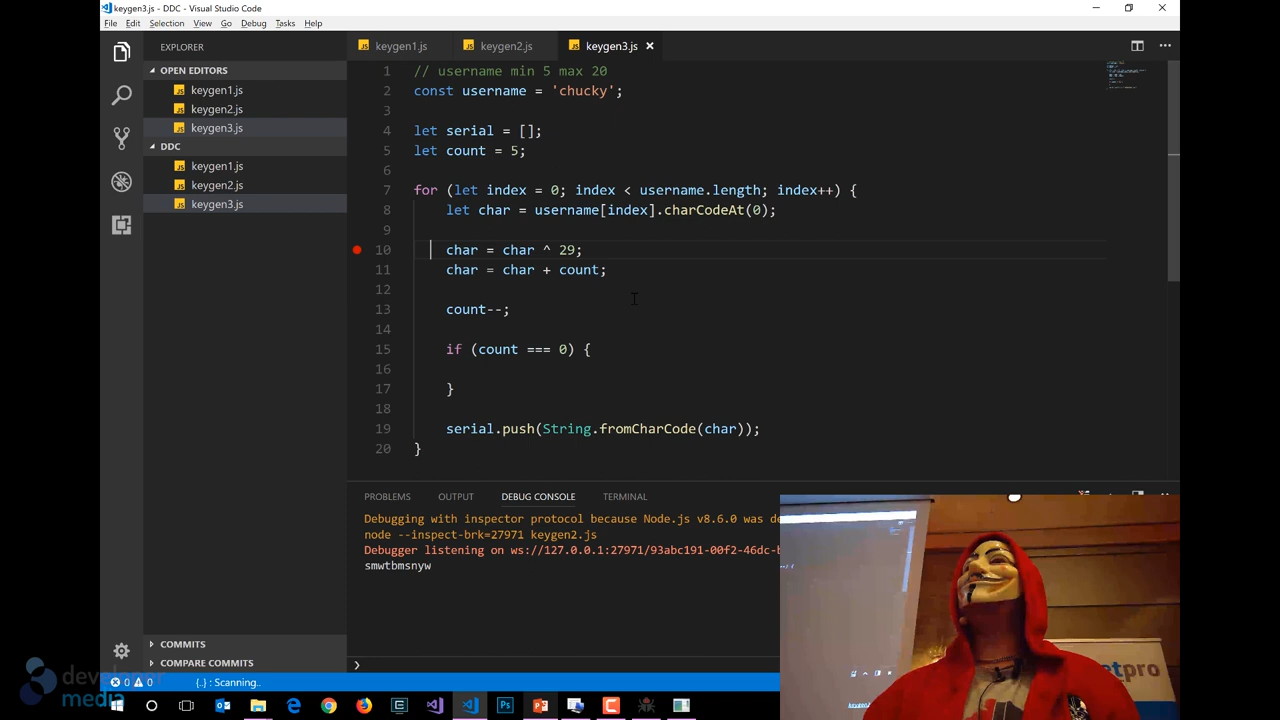 keygen3.js - DDC - Visual Studio Code
File Edit Selection View Go Debug Tasks Help
EXPLORER
OPEN EDITORS
keygen1.js
keygen2.js
keygen3.js
DDC
keygen1.js
keygen2.js
keygen3.js
COMMITS
COMPARE COMMITS
keygen1.js keygen2.js keygen3.js
1 // username min 5 max 20
2 const username = 'chucky';
3
4 let serial = [];
5 let count = 5;
6
7 for (let index = 0; index < username.length; index++) {
8 let char = username[index].charCodeAt(0);
9
10 char = char ^ 29;
11 char = char + count;
12
13 count--;
14
15 if (count === 0) {
16
17 }
18
19 serial.push(String.fromCharCode(char));
20 }
PROBLEMS OUTPUT DEBUG CONSOLE TERMINAL
Debugging with inspector protocol because Node.js v8.6.0 was de
node --inspect-brk=27971 keygen2.js
Debugger listening on ws://127.0.0.1:27971/93abc191-00f2-46dc-b
smwtbmsnyw
0 0 {..} : Scanning..
developer
media
etpro